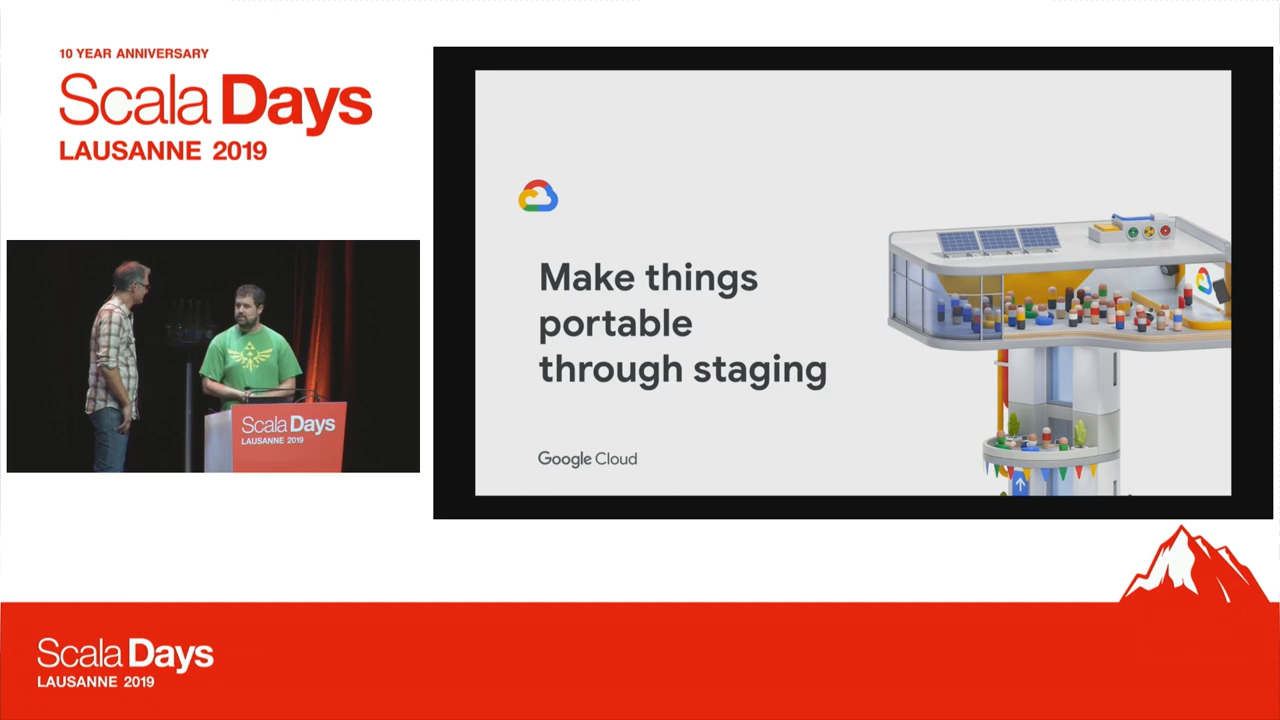 10 YEAR ANNIVERSARY
Scala Days
LAUSANNE 2019
Make things
portable
through staging
Google Cloud
Scala Days
LAUSANNE 2019
Scala Days
LAUSANNE 2019